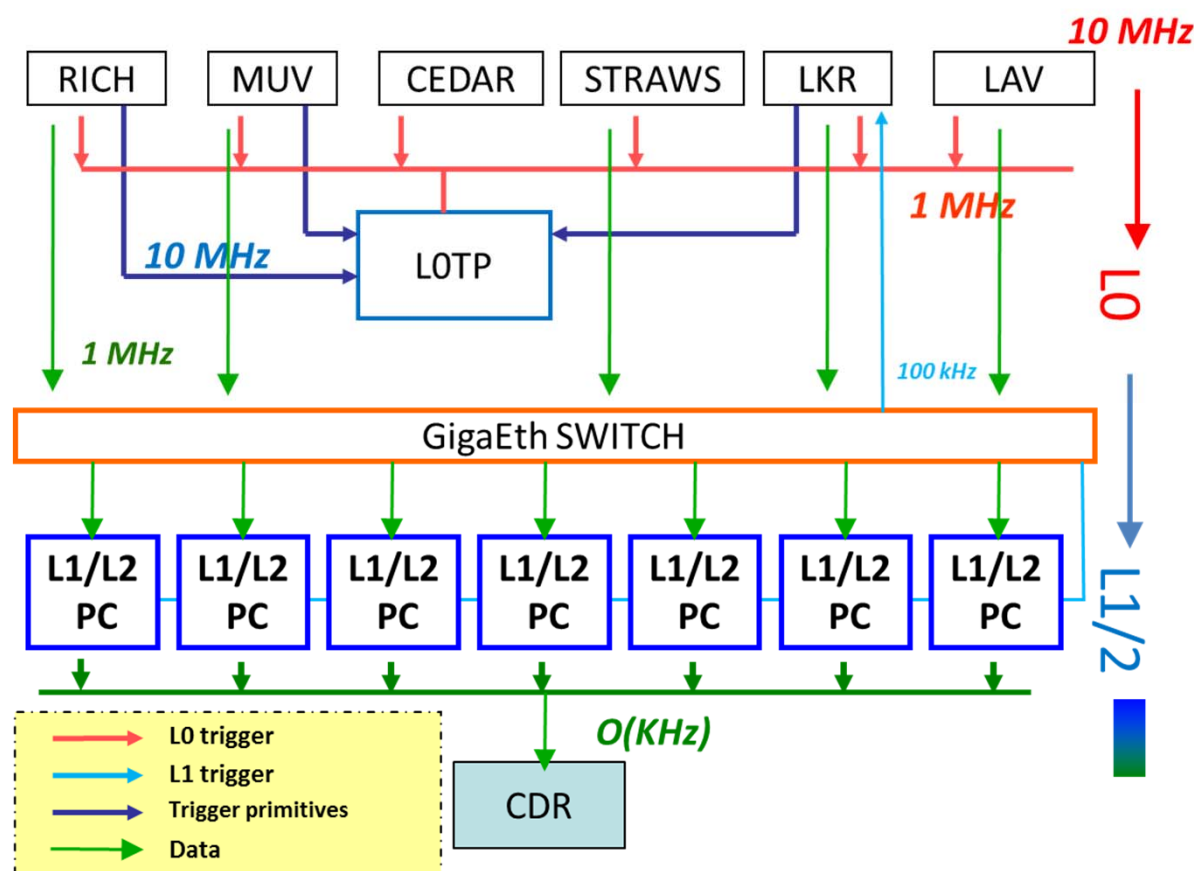 10 MHz
RICH
MUV
CEDAR
STRAWS
LKR
LAV
1 MHz
10 MHz
L0TP
L0
1 MHz
100 kHz
GigaEth SWITCH
L1/L2
PC
L1/L2
PC
L1/L2
PC
L1/L2
PC
L1/L2
PC
L1/L2
PC
L1/L2
PC
L1/2
L0 trigger
L1 trigger
Trigger primitives
Data
O(KHz)
CDR